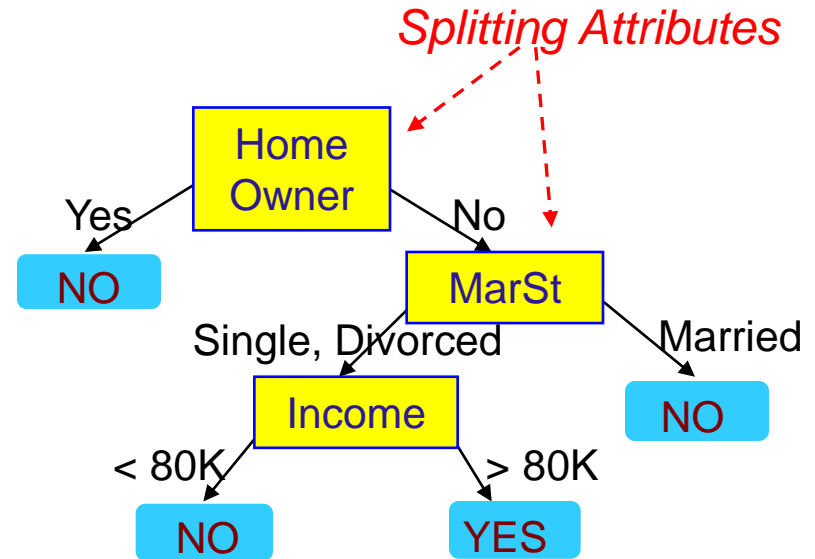 Splitting Attributes
Home
Owner
Yes
No
NO
MarSt
Single, Divorced
Married
Income
NO
< 80K
> 80K
NO
YES